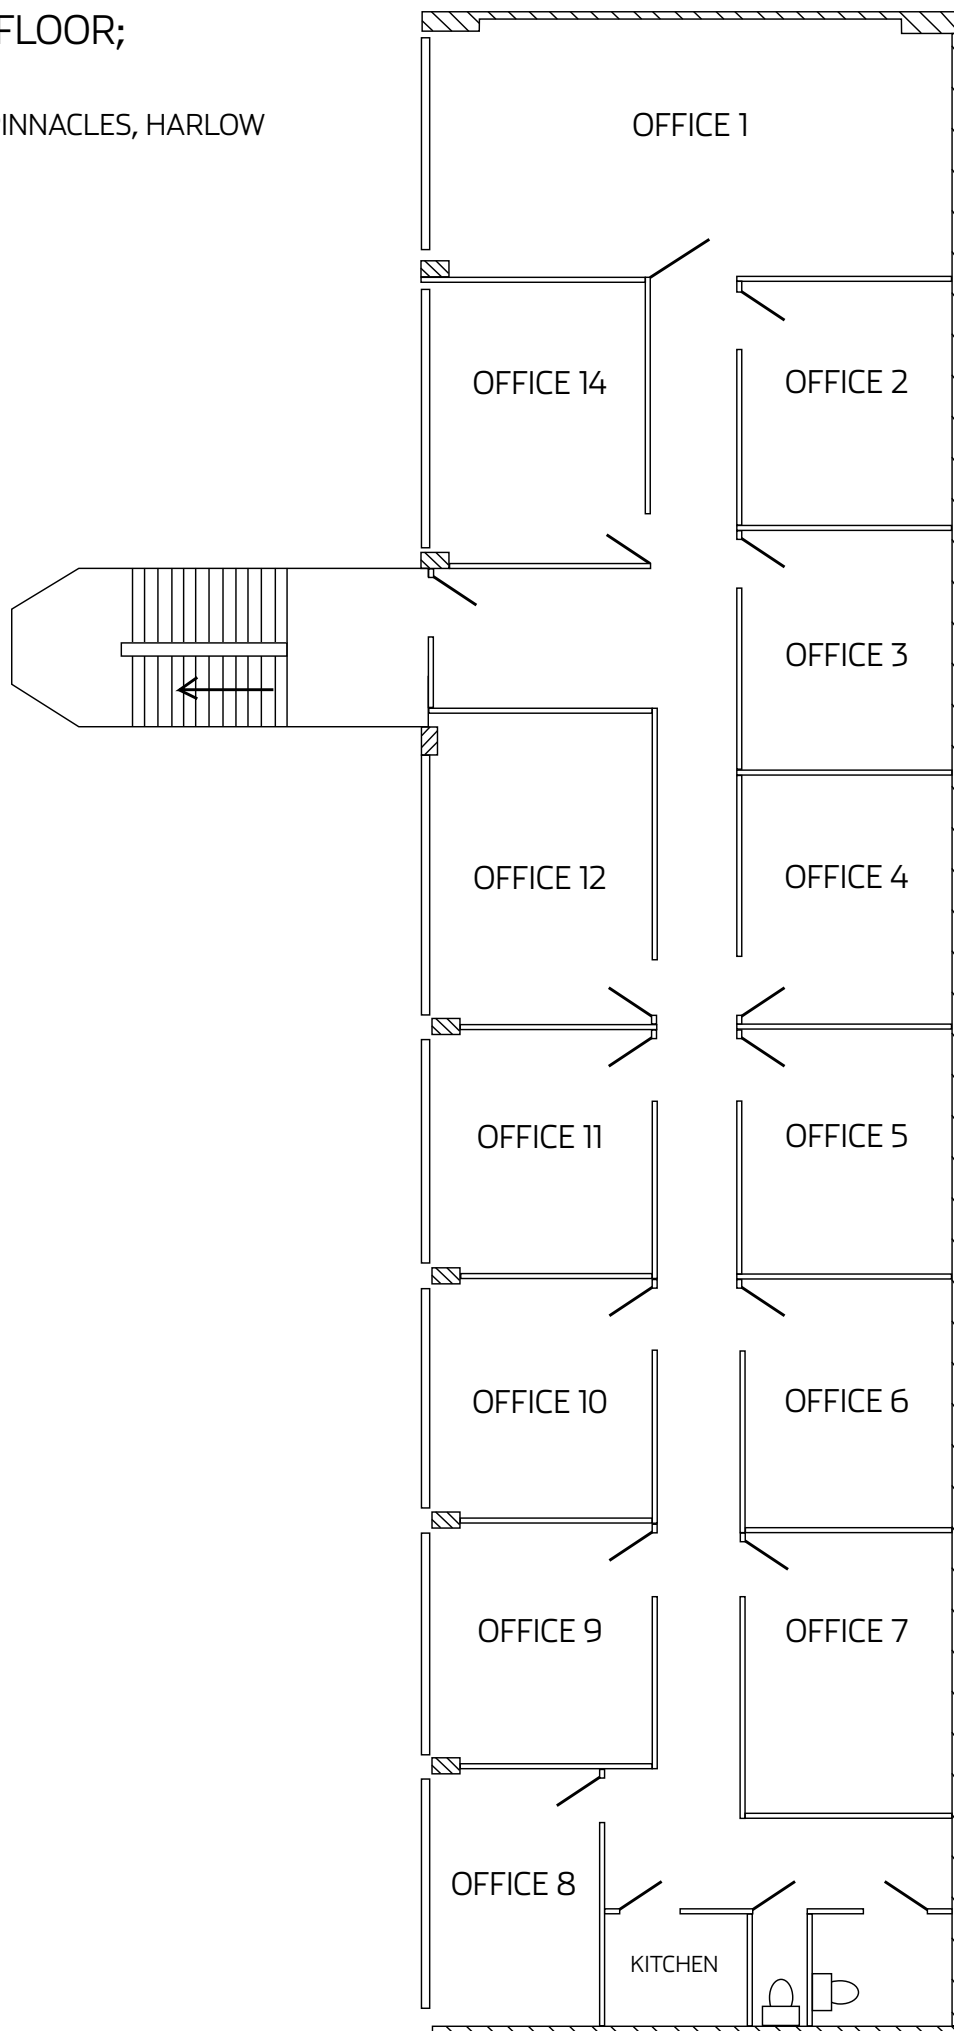 FLOOR;
INNACLES, HARLOW
OFFICE 1
OFFICE 14
OFFICE 2
OFFICE 3
OFFICE 12
OFFICE 4
OFFICE 11
OFFICE 5
OFFICE 10
OFFICE 6
OFFICE 9
OFFICE 7
OFFICE 8
KITCHEN